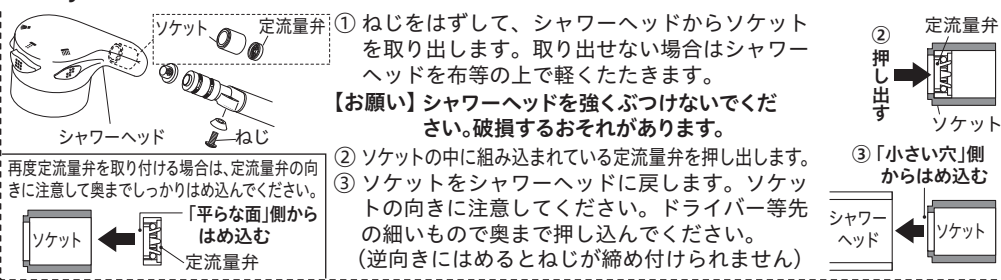 ソケット
定流量弁
シャワーヘッド
ねじ
再度定流量弁を取り付ける場合は、定流量弁の向
きに注意して奥までしっかりはめ込んでください。
ソケット
「平らな面」側から
はめ込む
定流量弁
① ねじをはずして、シャワーヘッドからソケット
を取り出します。取り出せない場合はシャワー
ヘッドを布等の上で軽くたたきます。
【お願い】シャワーヘッドを強くぶつけないでくだ
さい。破損するおそれがあります。
② ソケットの中に組み込まれている定流量弁を押し出します。
③ ソケットをシャワーヘッドに戻します。ソケッ
トの向きに注意してください。ドライバー等先
の細いもので奥まで押し込んでください。
（逆向きにはめるとねじが締め付けられません）
②押し出す
定流量弁
ソケット
③「小さい穴」側
からはめ込む
シャワー
ヘッド
ソケット